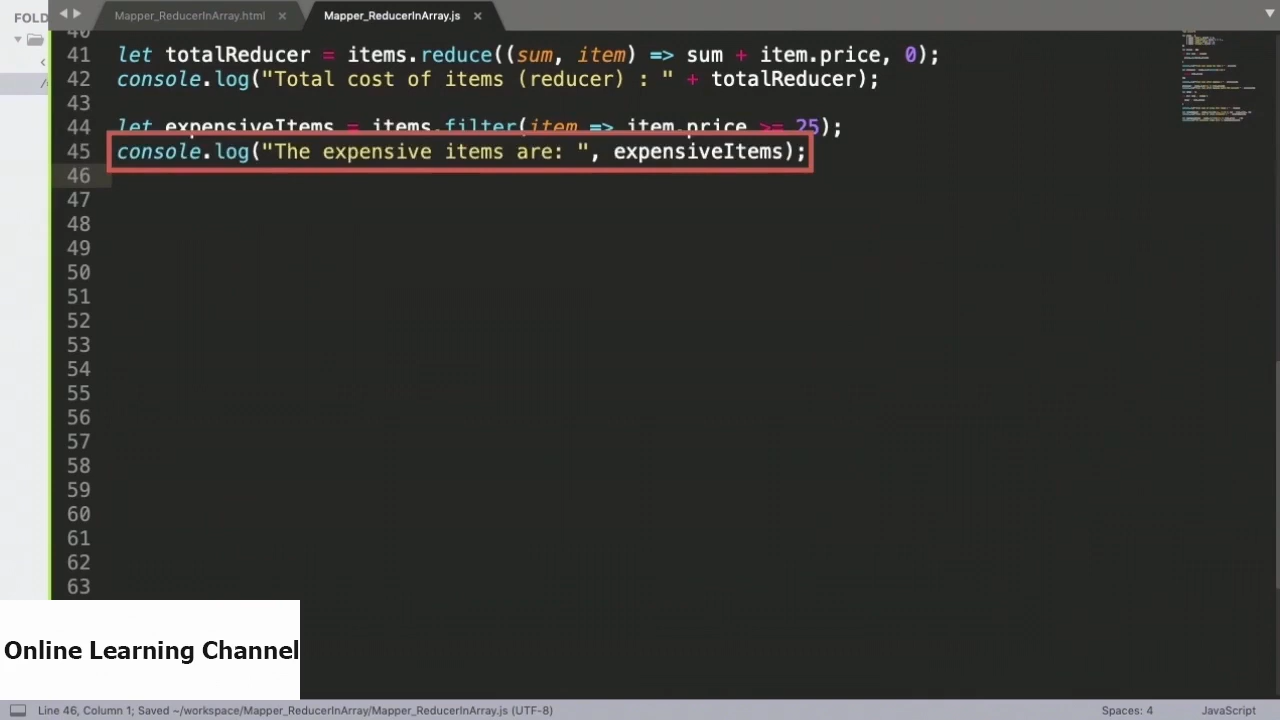 FOLD
Mapper_ReducerInArray.html ×
Mapper_ReducerInArray.js ×
40
41 let totalReducer = items.reduce((sum, item) => sum + item.price, 0);
42 console.log("Total cost of items (reducer) : " + totalReducer);
43
44 let expensiveItems = items.filter(item => item.price >= 25);
45 console.log("The expensive items are: ", expensiveItems);
46
47
48
49
50
51
52
53
54
55
56
57
58
59
60
61
62
63
Online Learning Channel
Line 46, Column 1; Saved ~/workspace/Mapper_ReducerInArray/Mapper_ReducerInArray.js (UTF-8)
Spaces: 4
JavaScript